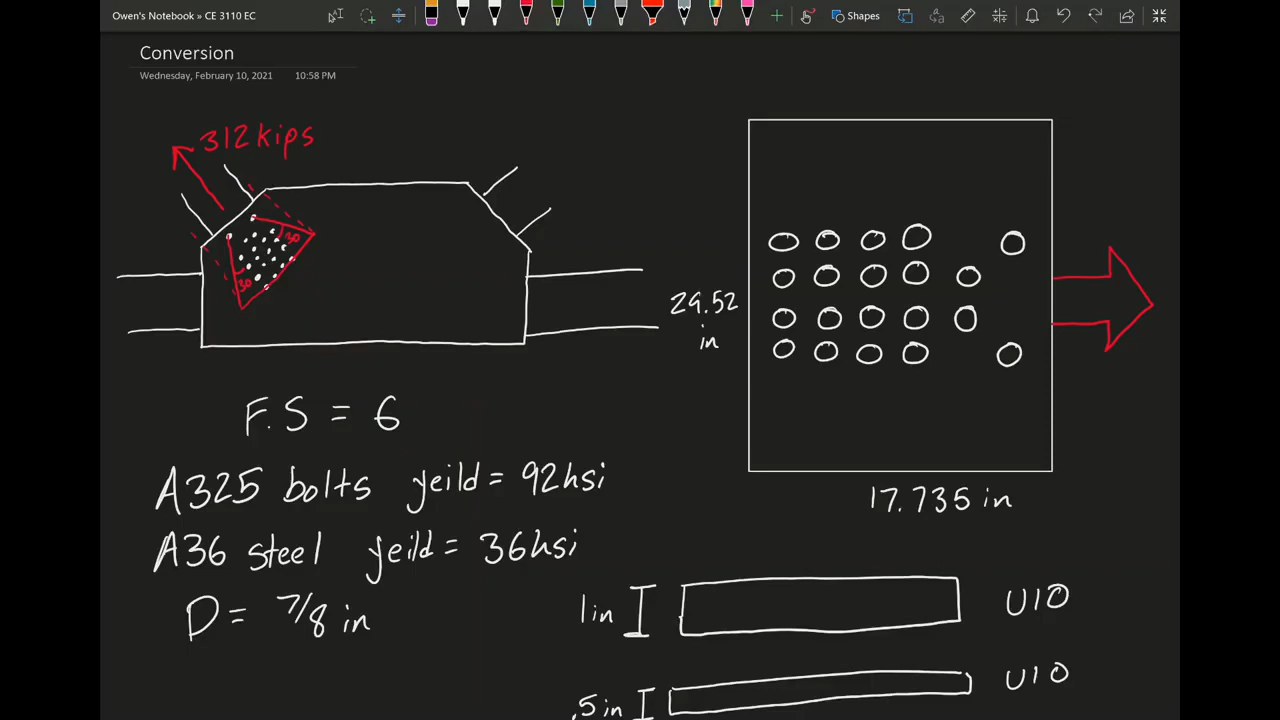 Owen's Notebook » CE 3110 EC
Shapes
Conversion
Wednesday, February 10, 2021 10:58 PM
312 kips
30
30
29.52
in
17.735 in
F.S = 6
A325 bolts yeild = 92ksi
A36 steel yeild = 36ksi
D = 7/8 in
1in
U10
.5in
U10